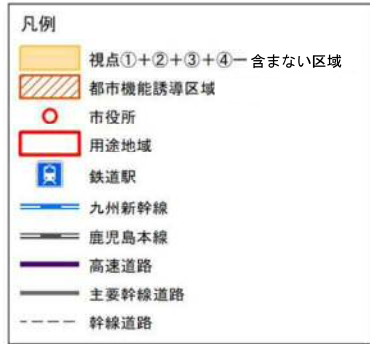 凡例
視点①+②+③+④ー含まない区域
都市機能誘導区域
市役所
用途地域
鉄道駅
九州新幹線
鹿児島本線
高速道路
主要幹線道路
幹線道路